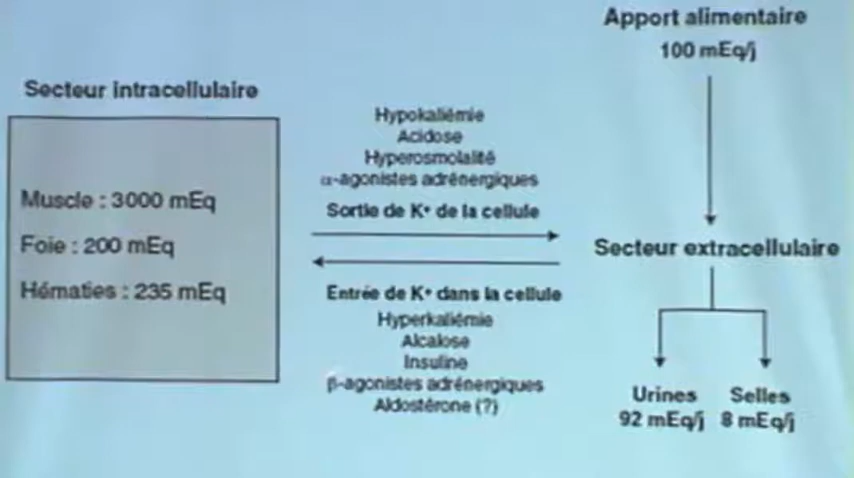 Apport alimentaire
100 mEq/j
Secteur intracellulaire
Muscle : 3000 mEq
Foie : 200 mEq
Hématies : 235 mEq
Hypokaliémie
Acidose
Hyperosmolalité
α-agonistes adrénergiques
Sortie de K+ de la cellule
Entrée de K+ dans la cellule
Hyperkaliémie
Alcalose
Insuline
β-agonistes adrénergiques
Aldostérone (?)
Secteur extracellulaire
Urines Selles
92 mEq/j 8 mEq/j